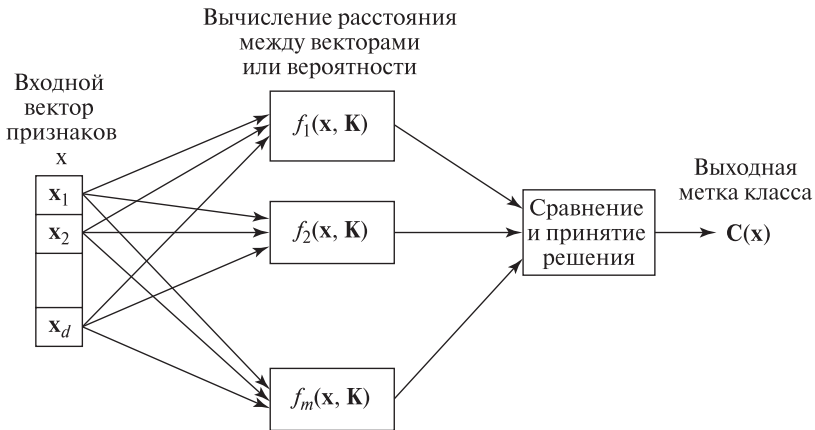 Вычисление расстояния
между векторами
или вероятности
Входной
вектор
признаков
x
x1
x2
xd
f1(x, K)
f2(x, K)
fm(x, K)
Сравнение
и принятие
решения
Выходная
метка класса
C(x)